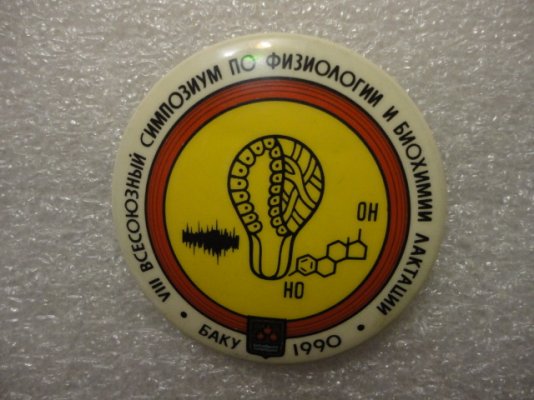 VIII ВСЕСОЮЗНЫЙ СИМПОЗИУМ ПО ФИЗИОЛОГИИ И БИОХИМИИ ЛАКТАЦИИ
OH
HO
• БАКУ 1990 •